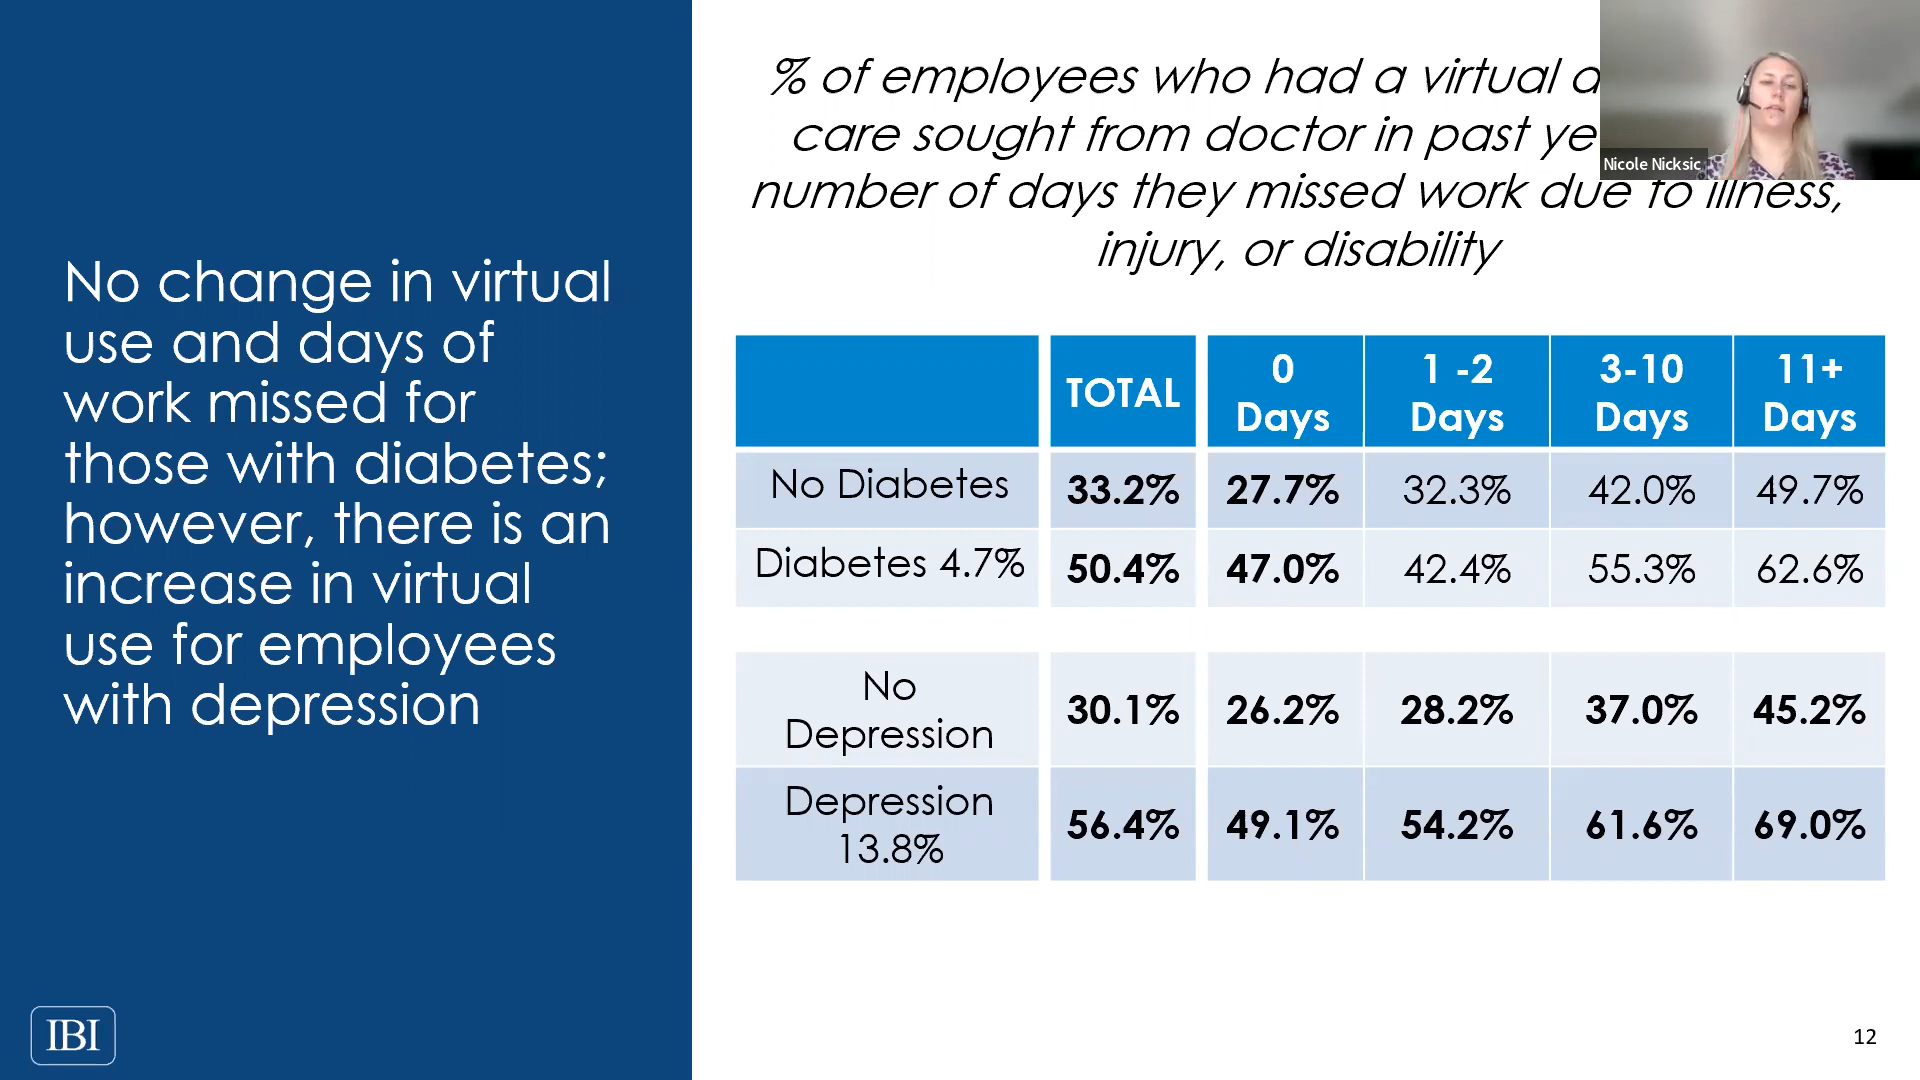 No change in virtual
use and days of
work missed for
those with diabetes;
however, there is an
increase in virtual
use for employees
with depression
IBI
% of employees who had a virtual
care sought from doctor in past
number of days they missed work due to illness,
injury, or disability
Nicole Nicksic
TOTAL
0 Days
1 -2 Days
3-10 Days
11+ Days
No Diabetes 33.2% 27.7% 32.3% 42.0% 49.7%
Diabetes 4.7% 50.4% 47.0% 42.4% 55.3% 62.6%
No Depression 30.1% 26.2% 28.2% 37.0% 45.2%
Depression 13.8% 56.4% 49.1% 54.2% 61.6% 69.0%
12